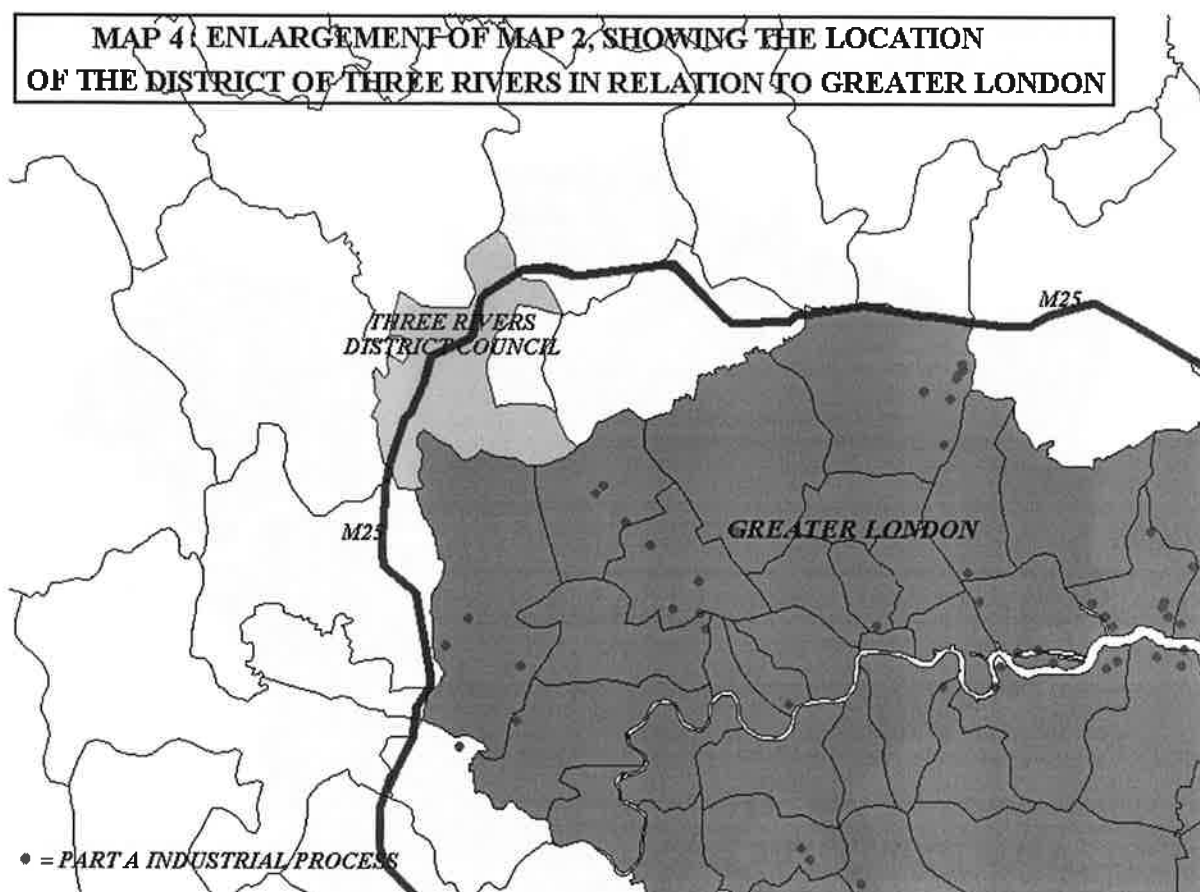 MAP 4: ENLARGEMENT OF MAP 2, SHOWING THE LOCATION
OF THE DISTRICT OF THREE RIVERS IN RELATION TO GREATER LONDON
M25
THREE RIVERS
DISTRICT COUNCIL
M25
GREATER LONDON
= PART A INDUSTRIAL PROCESS